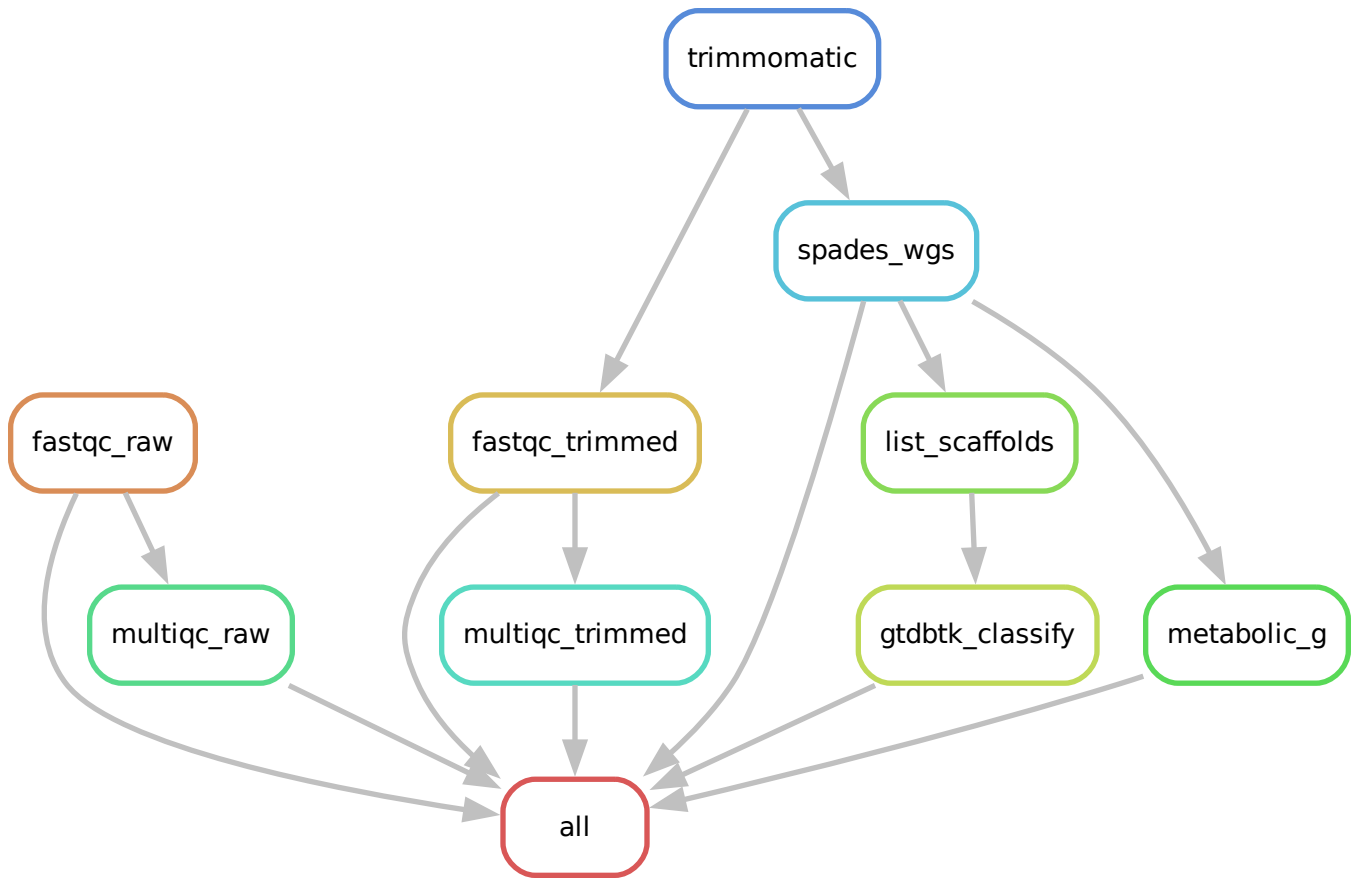 trimmomatic
spades_wgs
fastqc_raw
fastqc_trimmed
list_scaffolds
multiqc_raw
multiqc_trimmed
gtdbtk_classify
metabolic_g
all